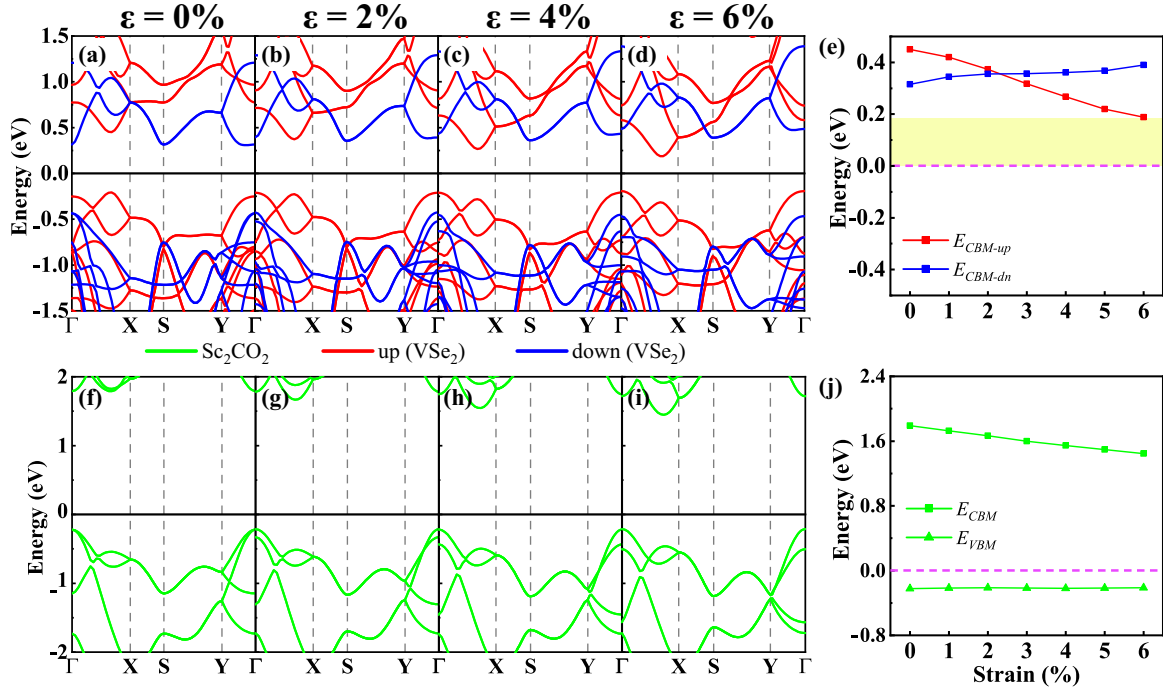 ε = 0% ε = 2% ε = 4% ε = 6%
(a) (b) (c) (d) (e)
Energy (eV)
1.5
1.0
0.5
0.0
-0.5
-1.0
-1.5
Γ X S Y Γ X S Y Γ X S Y Γ X S Y Γ
Energy (eV)
0.4
0.2
0.0
-0.2
-0.4
E_CBM-up
E_CBM-dn
0 1 2 3 4 5 6
Sc₂CO₂ up (VSe₂) down (VSe₂)
(f) (g) (h) (i) (j)
Energy (eV)
2
1
0
-1
-2
Γ X S Y Γ X S Y Γ X S Y Γ X S Y Γ
Energy (eV)
2.4
1.6
0.8
0.0
-0.8
E_CBM
E_VBM
0 1 2 3 4 5 6
Strain (%)